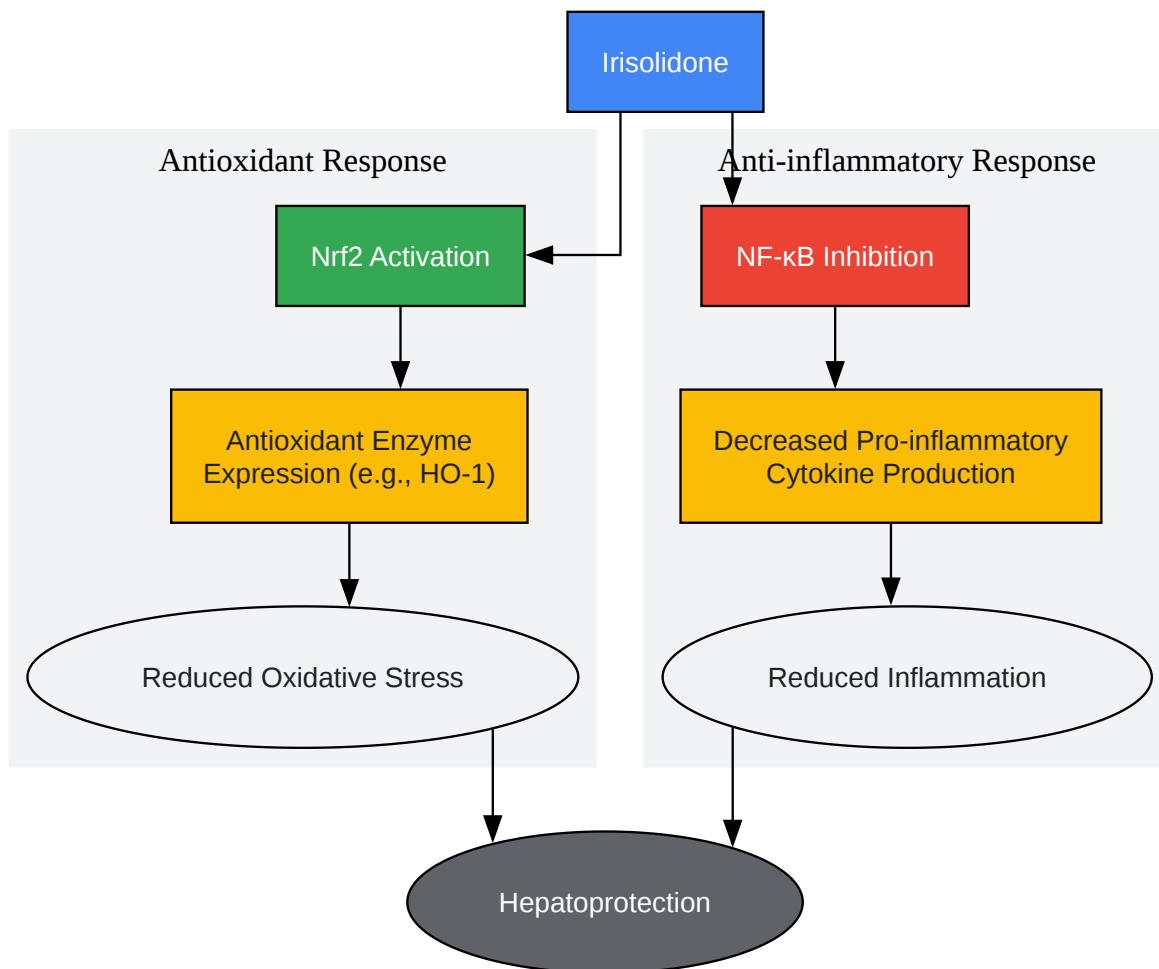 Irisolidone
Antioxidant Response
Anti-inflammatory Response
Nrf2 Activation
NF-κB Inhibition
Antioxidant Enzyme
Expression (e.g., HO-1)
Decreased Pro-inflammatory
Cytokine Production
Reduced Oxidative Stress
Reduced Inflammation
Hepatoprotection